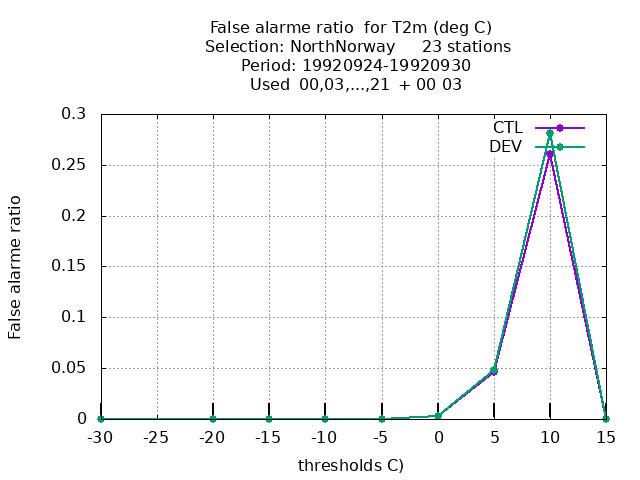 False alarme ratio  for T2m (deg C)
Selection: NorthNorway     23 stations
Period: 19920924-19920930
Used  00,03,...,21  + 00 03
CTL
DEV
False alarme ratio
0.3
0.25
0.2
0.15
0.1
0.05
0
-30 -25 -20 -15 -10 -5 0 5 10 15
thresholds C)